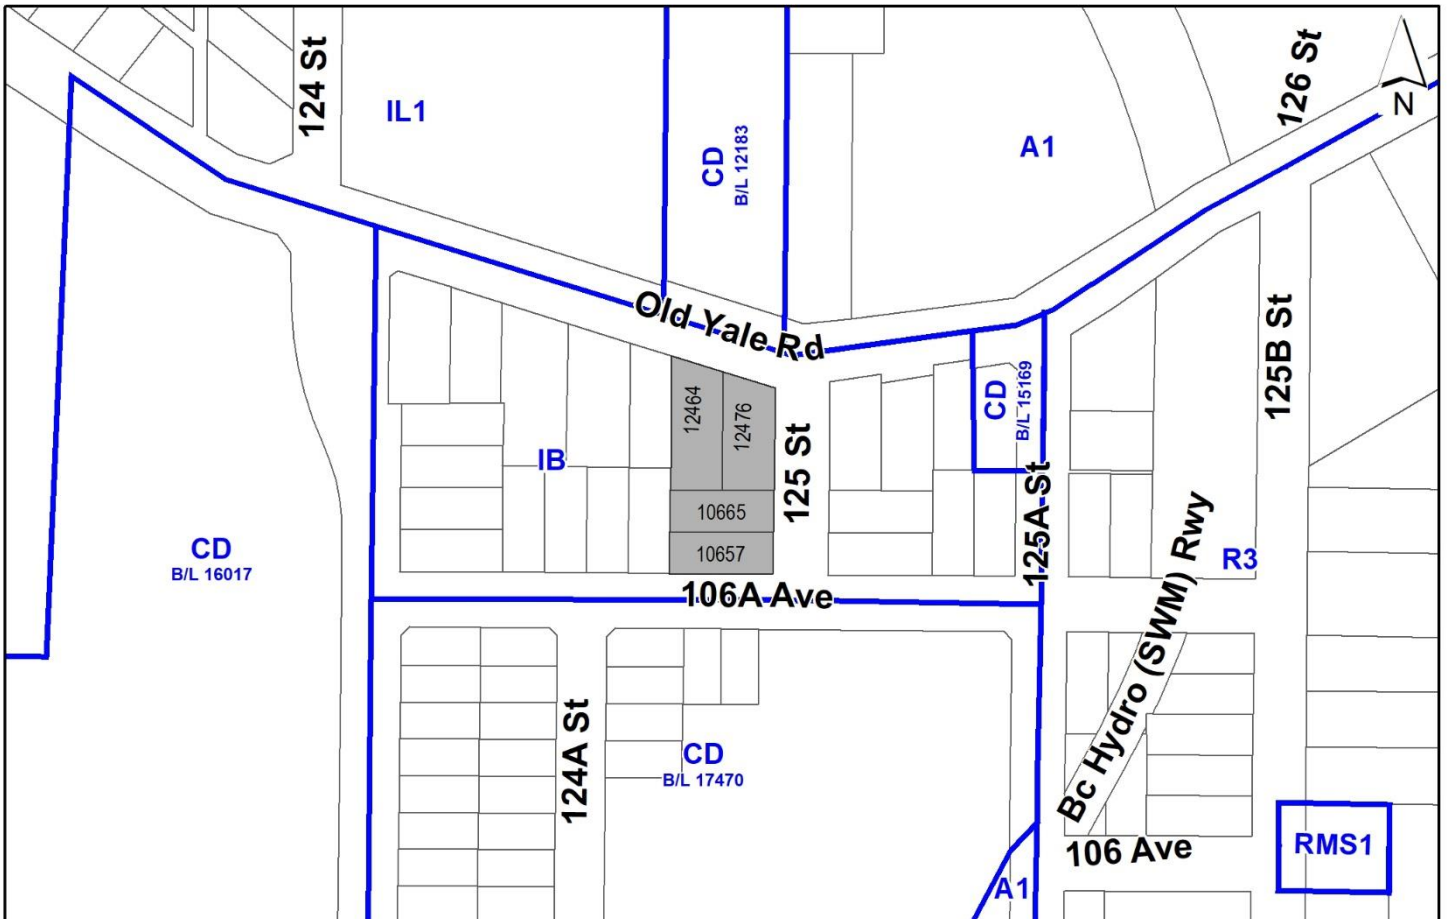 124 St
IL1
CD
B/L 12183
A1
126 St
N
Old Yale Rd
125B St
CD
B/L 15169
12464
12476
IB
125 St
10665
10657
125A St
CD
B/L 16017
R3
106A Ave
Bc Hydro (SWM) Rwy
124A St
CD
B/L 17470
106 Ave
RMS1
A1